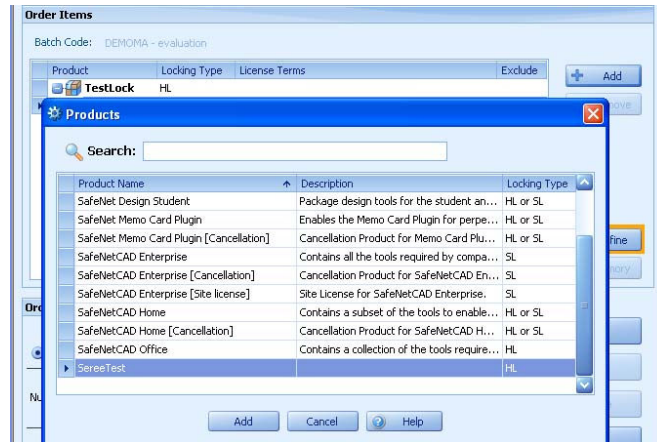 Order Items
Batch Code: DEMOMA - evaluation
Product Locking Type License Terms Exclude
TestLock HL
Add
Products
Search:
Product Name Description Locking Type
SafeNet Design Student Package design tools for the student an... HL or SL
SafeNet Memo Card Plugin Enables the Memo Card Plugin for perpe... HL or SL
SafeNet Memo Card Plugin [Cancellation] Cancellation Product for Memo Card Plu... HL or SL
SafeNetCAD Enterprise Contains all the tools required by compa... SL
SafeNetCAD Enterprise [Cancellation] Cancellation Product for SafeNetCAD En... SL
SafeNetCAD Enterprise [Site license] Site License for SafeNetCAD Enterprise. SL
SafeNetCAD Home Contains a subset of the tools to enable... HL or SL
SafeNetCAD Home [Cancellation] Cancellation Product for SafeNetCAD H... HL or SL
SafeNetCAD Office Contains a collection of the tools require... HL
SereeTest HL
Add Cancel Help